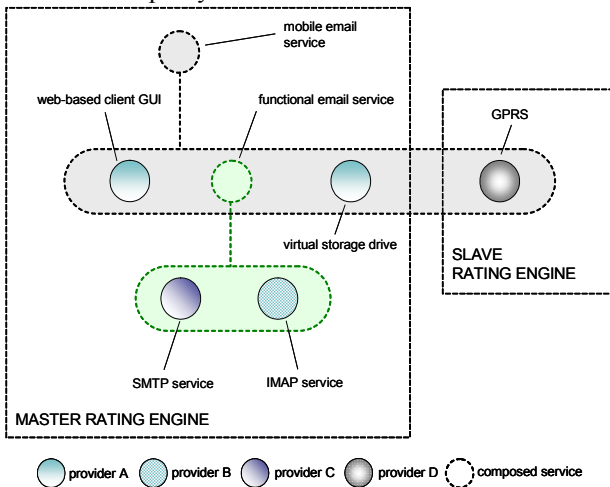 mobile email
service
web-based client GUI
functional email service
GPRS
virtual storage drive
SLAVE
RATING ENGINE
SMTP service
IMAP service
MASTER RATING ENGINE
provider A
provider B
provider C
provider D
composed service